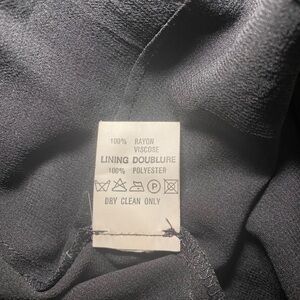 100% RAYON
VISCOSE
LINING DOUBLURE
100% POLYESTER
P
DRY CLEAN ONLY